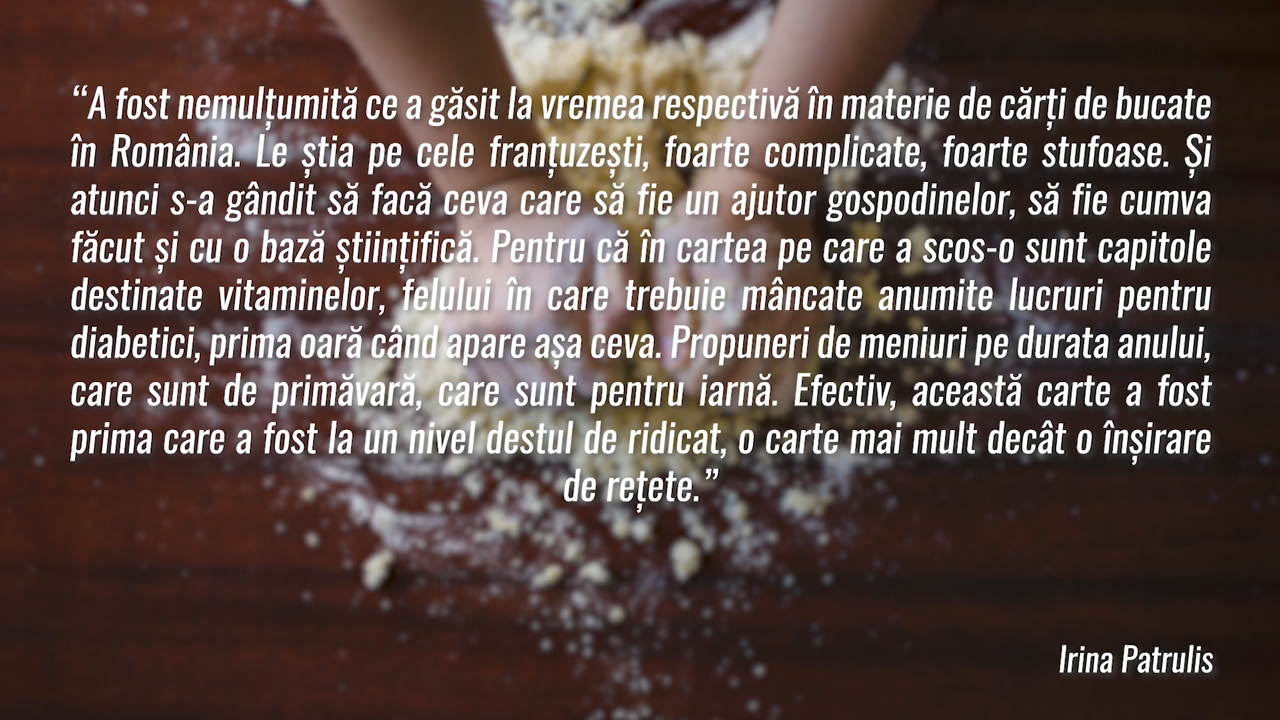 “A fost nemulțumită ce a găsit la vremea respectivă în materie de cărți de bucate
în România. Le știa pe cele franțuzești, foarte complicate, foarte stufoase. Și
atunci s-a gândit să facă ceva care să fie un ajutor gospodinelor, să fie cumva
făcut și cu o bază științifică. Pentru că în cartea pe care a scos-o sunt capitole
destinate vitaminelor, felului în care trebuie mâncate anumite lucruri pentru
diabetici, prima oară când apare așa ceva. Propuneri de meniuri pe durata anului,
care sunt de primăvară, care sunt pentru iarnă. Efectiv, această carte a fost
prima care a fost la un nivel destul de ridicat, o carte mai mult decât o înșirare
de rețete.”
Irina Patrulis